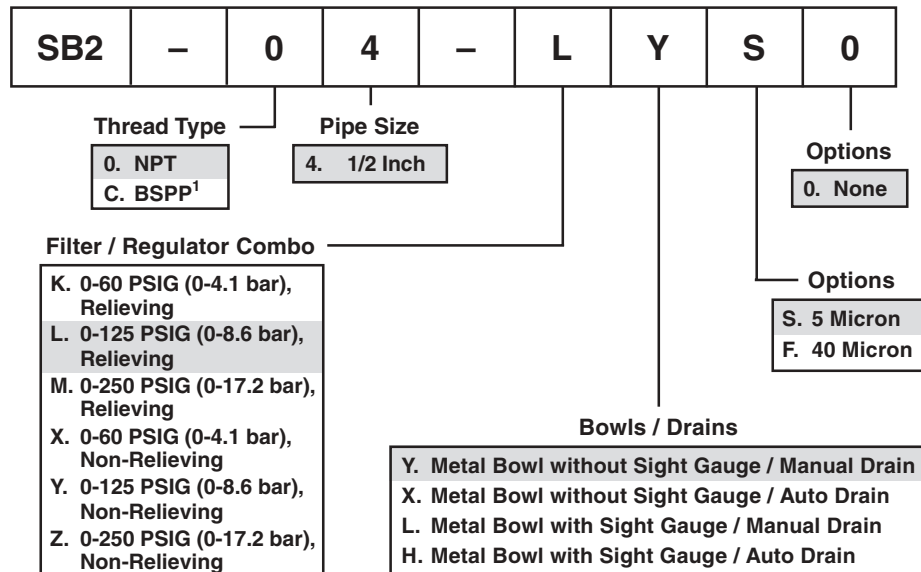 SB2 – 0 4 – L Y S 0
Thread Type
0. NPT
C. BSPP1
Pipe Size
4. 1/2 Inch
Options
0. None
Filter / Regulator Combo
K. 0-60 PSIG (0-4.1 bar),
Relieving
L. 0-125 PSIG (0-8.6 bar),
Relieving
M. 0-250 PSIG (0-17.2 bar),
Relieving
X. 0-60 PSIG (0-4.1 bar),
Non-Relieving
Y. 0-125 PSIG (0-8.6 bar),
Non-Relieving
Z. 0-250 PSIG (0-17.2 bar),
Non-Relieving
Options
S. 5 Micron
F. 40 Micron
Bowls / Drains
Y. Metal Bowl without Sight Gauge / Manual Drain
X. Metal Bowl without Sight Gauge / Auto Drain
L. Metal Bowl with Sight Gauge / Manual Drain
H. Metal Bowl with Sight Gauge / Auto Drain